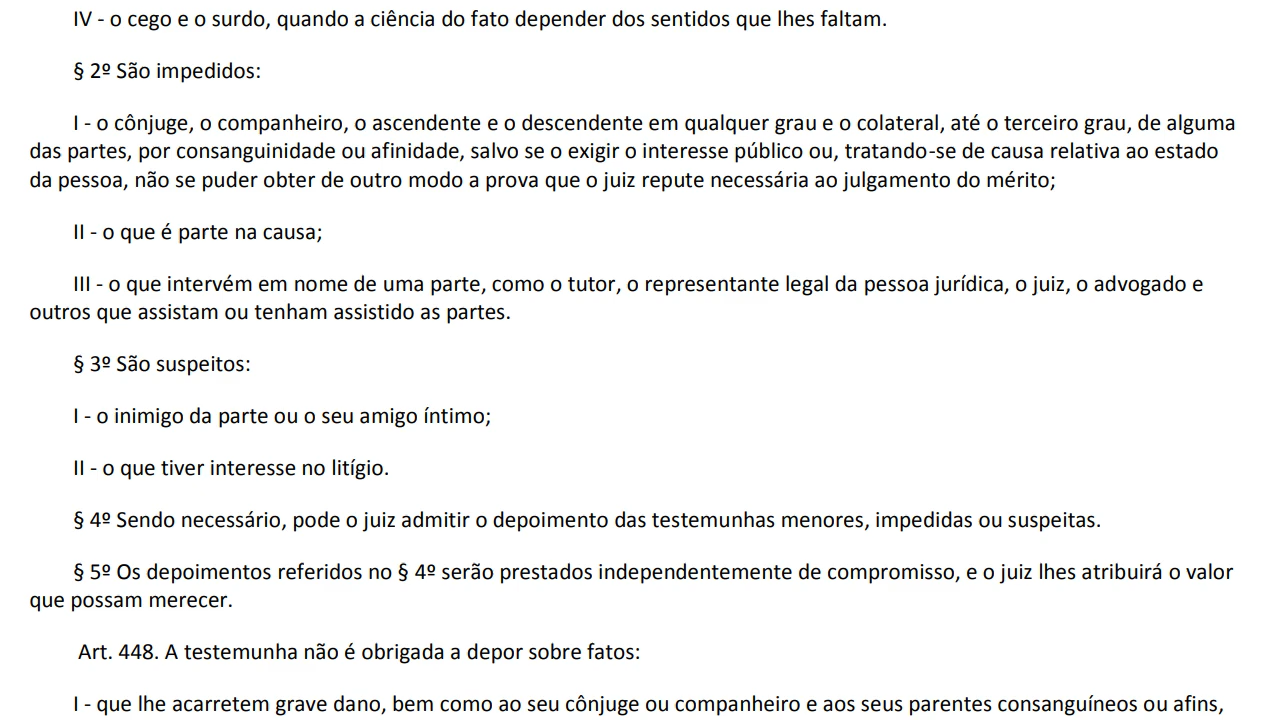 IV - o cego e o surdo, quando a ciência do fato depender dos sentidos que lhes faltam.
§ 2º São impedidos:
I - o cônjuge, o companheiro, o ascendente e o descendente em qualquer grau e o colateral, até o terceiro grau, de alguma
das partes, por consanguinidade ou afinidade, salvo se o exigir o interesse público ou, tratando-se de causa relativa ao estado
da pessoa, não se puder obter de outro modo a prova que o juiz repute necessária ao julgamento do mérito;
II - o que é parte na causa;
III - o que intervém em nome de uma parte, como o tutor, o representante legal da pessoa jurídica, o juiz, o advogado e
outros que assistam ou tenham assistido as partes.
§ 3º São suspeitos:
I - o inimigo da parte ou o seu amigo íntimo;
II - o que tiver interesse no litígio.
§ 4º Sendo necessário, pode o juiz admitir o depoimento das testemunhas menores, impedidas ou suspeitas.
§ 5º Os depoimentos referidos no § 4º serão prestados independentemente de compromisso, e o juiz lhes atribuirá o valor
que possam merecer.
Art. 448. A testemunha não é obrigada a depor sobre fatos:
I - que lhe acarretem grave dano, bem como ao seu cônjuge ou companheiro e aos seus parentes consanguíneos ou afins,